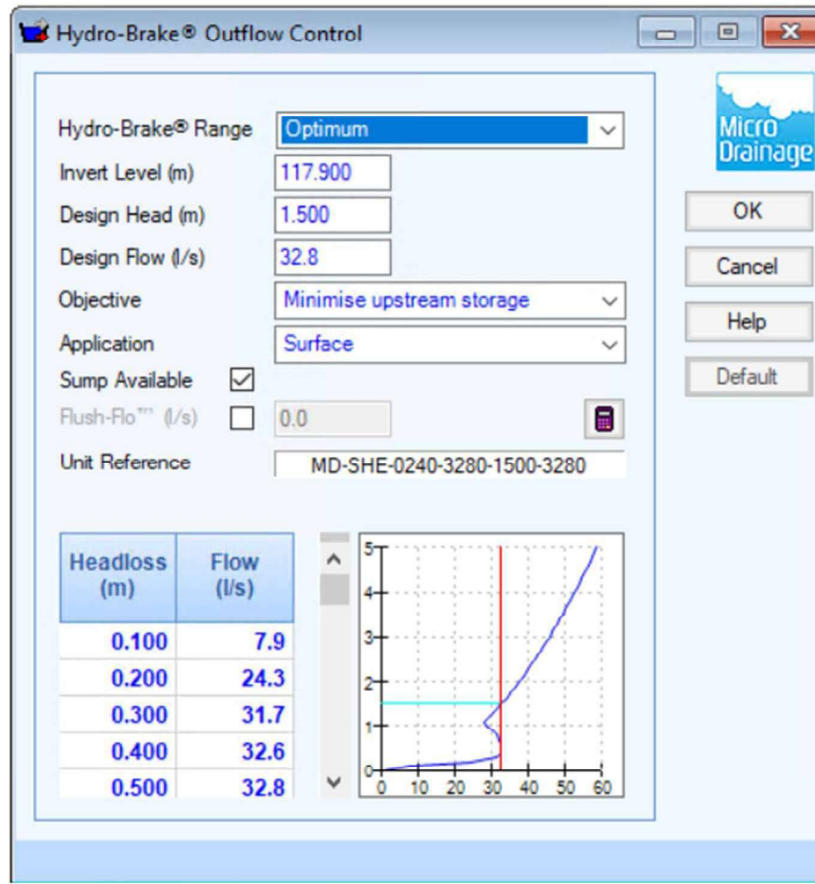 Hydro-Brake® Outflow Control
Hydro-Brake® Range Optimum
Invert Level (m) 117.900
Design Head (m) 1.500
Design Flow (l/s) 32.8
Objective Minimise upstream storage
Application Surface
Sump Available
Flush-Flo™ (l/s) 0.0
Unit Reference MD-SHE-0240-3280-1500-3280
Micro
Drainage
OK
Cancel
Help
Default
Headloss (m) Flow (l/s)
0.100 7.9
0.200 24.3
0.300 31.7
0.400 32.6
0.500 32.8
5
4
3
2
1
0
0 10 20 30 40 50 60